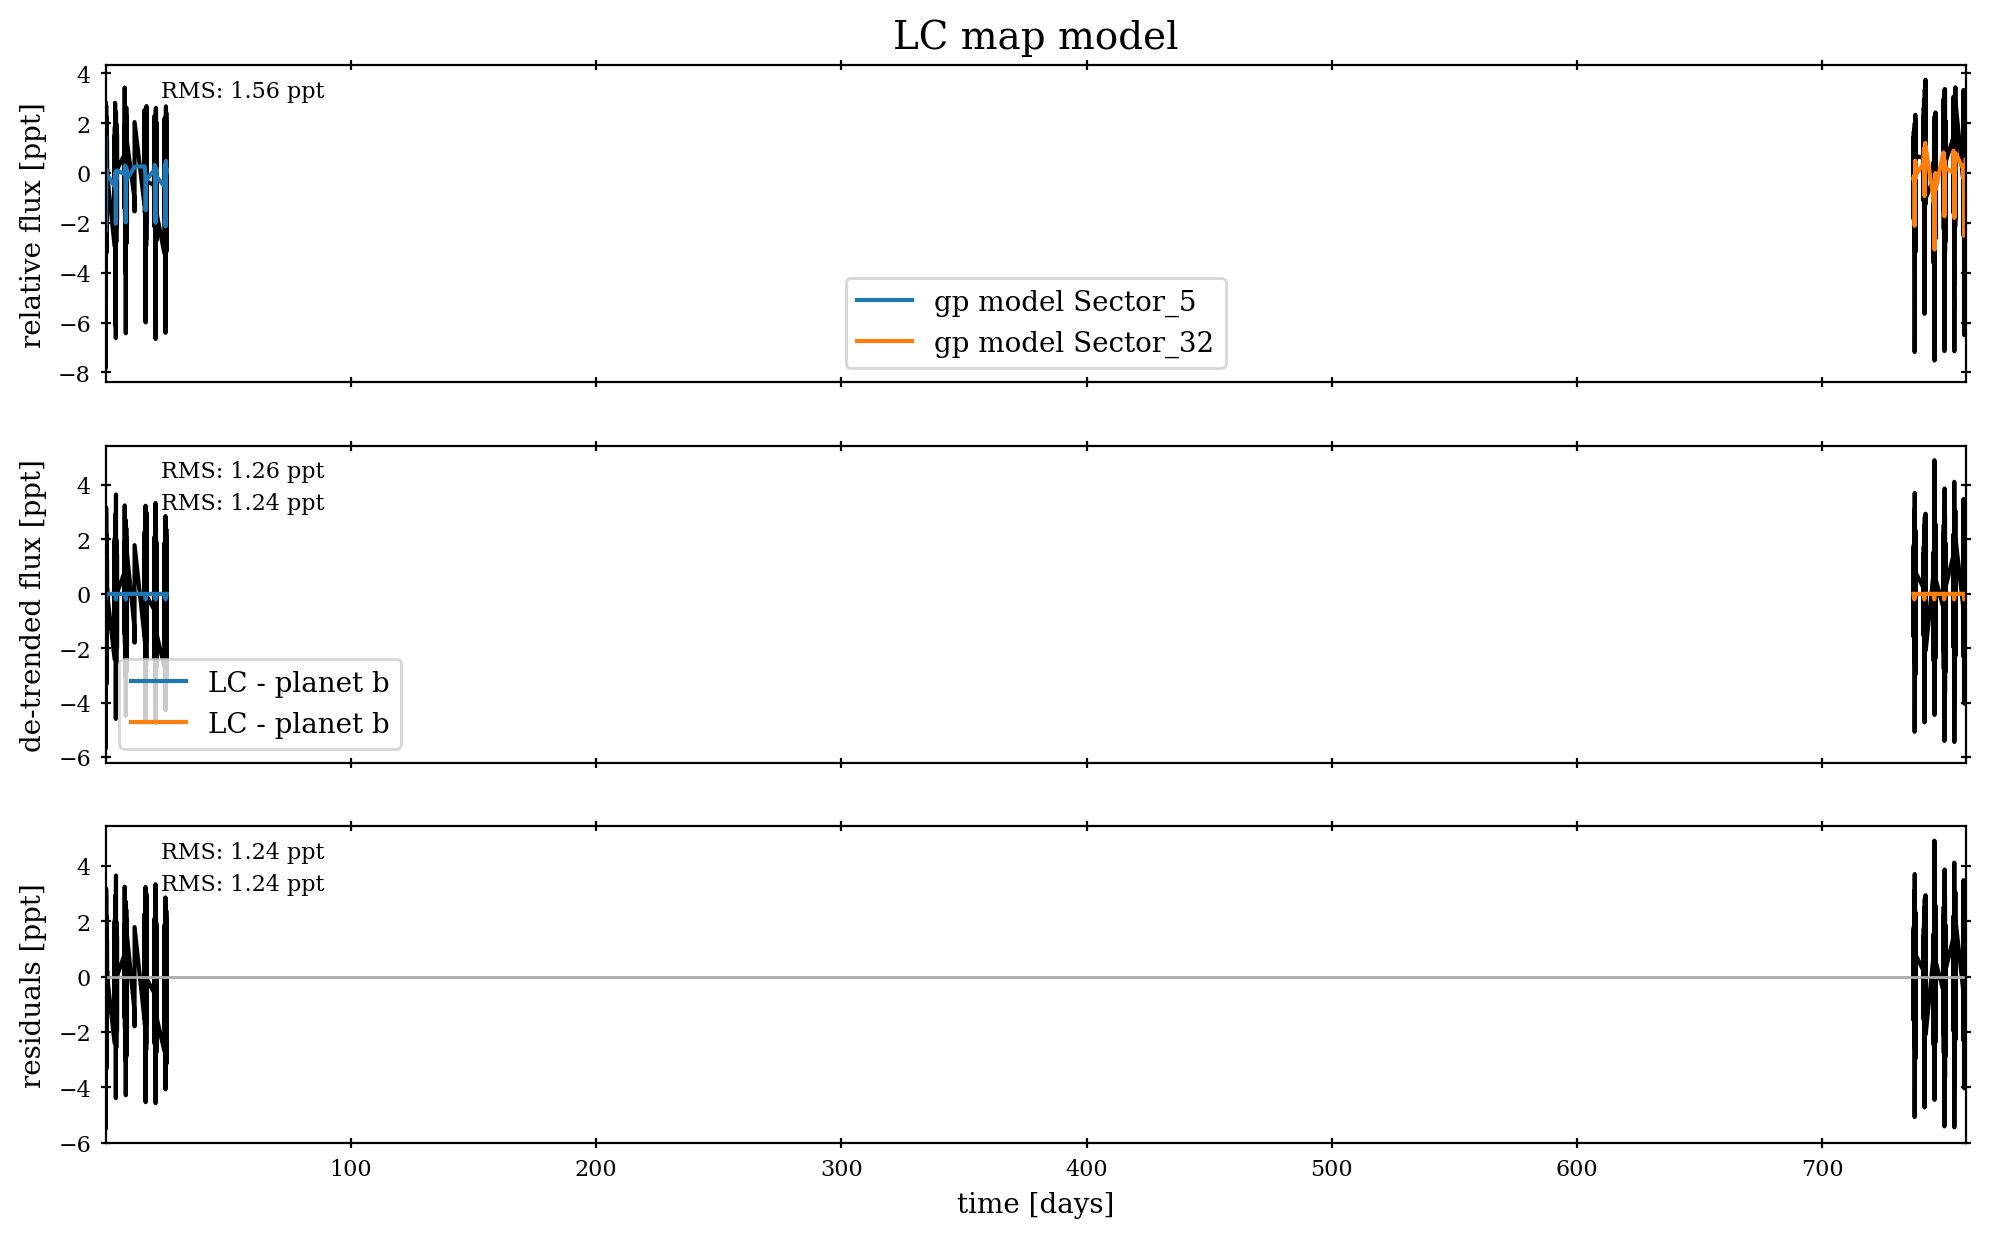 LC map model
RMS: 1.56 ppt
relative flux [ppt]
4
2
0
−2
−4
−6
−8
gp model Sector_5
gp model Sector_32
RMS: 1.26 ppt
RMS: 1.24 ppt
de-trended flux [ppt]
4
2
0
−2
−4
−6
LC - planet b
LC - planet b
RMS: 1.24 ppt
RMS: 1.24 ppt
residuals [ppt]
4
2
0
−2
−4
−6
100 200 300 400 500 600 700
time [days]